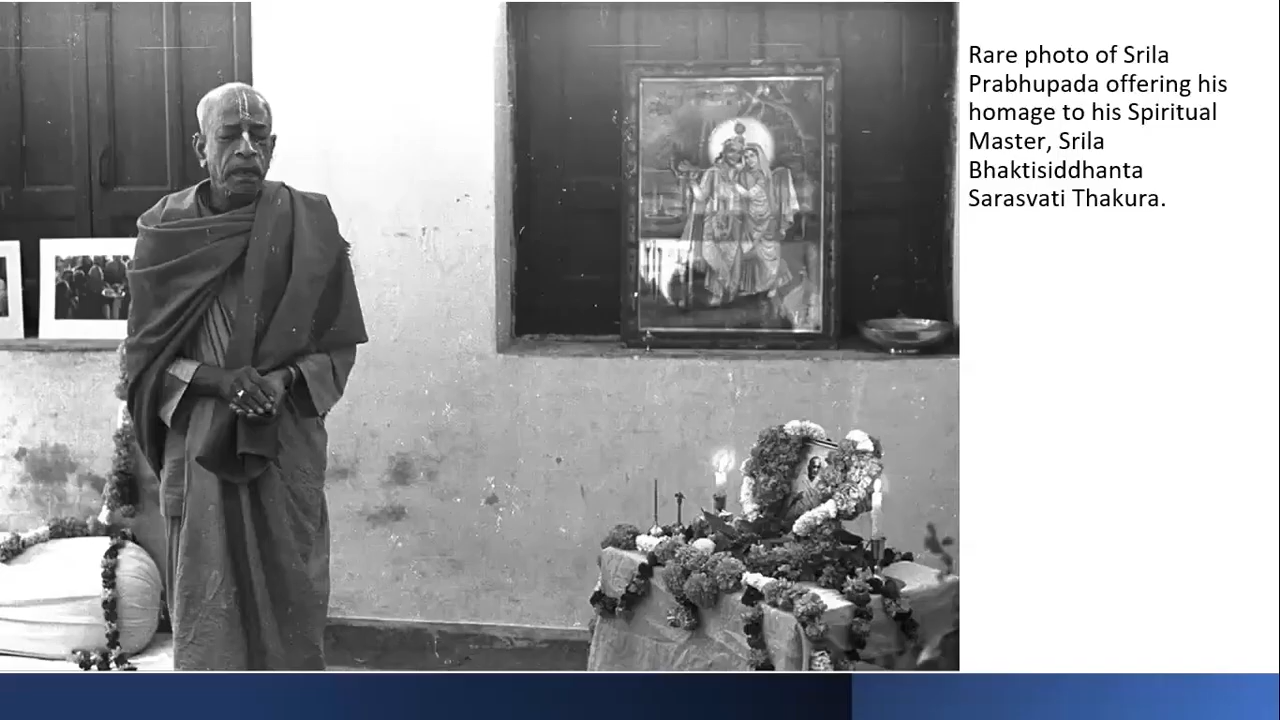 Rare photo of Srila
Prabhupada offering his
homage to his Spiritual
Master, Srila
Bhaktisiddhanta
Sarasvati Thakura.